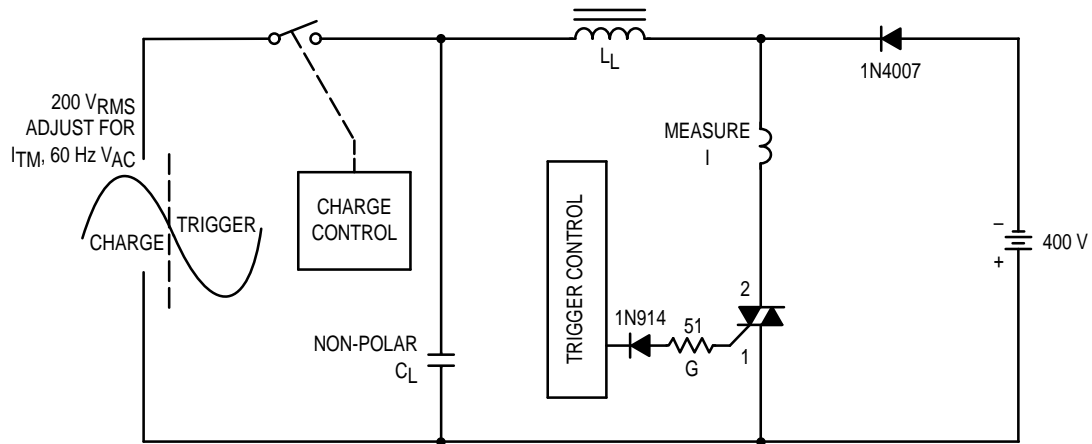 200 VRMS
ADJUST FOR
ITM, 60 Hz VAC
CHARGE
TRIGGER
CHARGE
CONTROL
NON-POLAR
CL
LL
TRIGGER CONTROL
MEASURE
I
1N914
51
G
2
1
1N4007
–
+
400 V